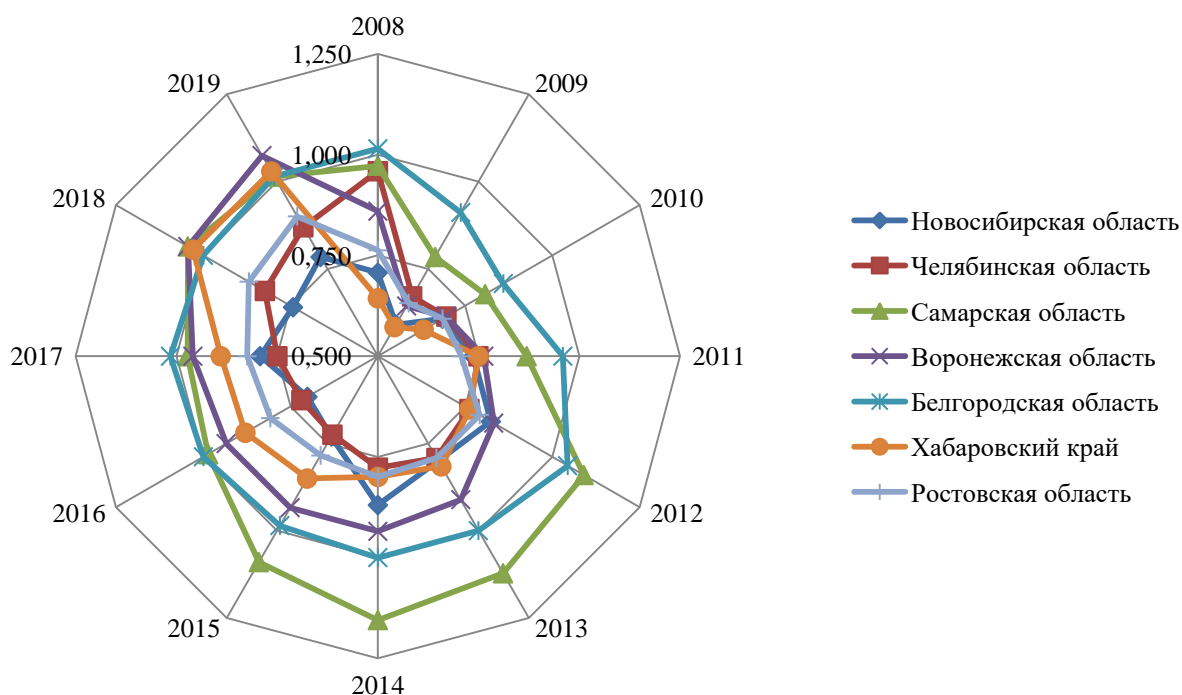 2008
1,250
2019
2009
1,000
2018
2010
0,750
2017
0,500
2011
2016
2012
2015
2013
2014
Новосибирская область
Челябинская область
Самарская область
Воронежская область
Белгородская область
Хабаровский край
Ростовская область